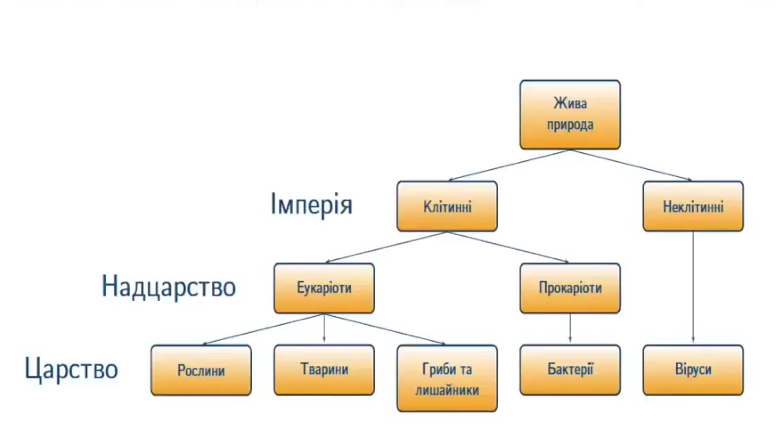 Жива
природа
Імперія
Клітинні
Неклітинні
Надцарство
Еукаріоти
Прокаріоти
Царство
Рослини
Тварини
Гриби та
лишайники
Бактерії
Віруси